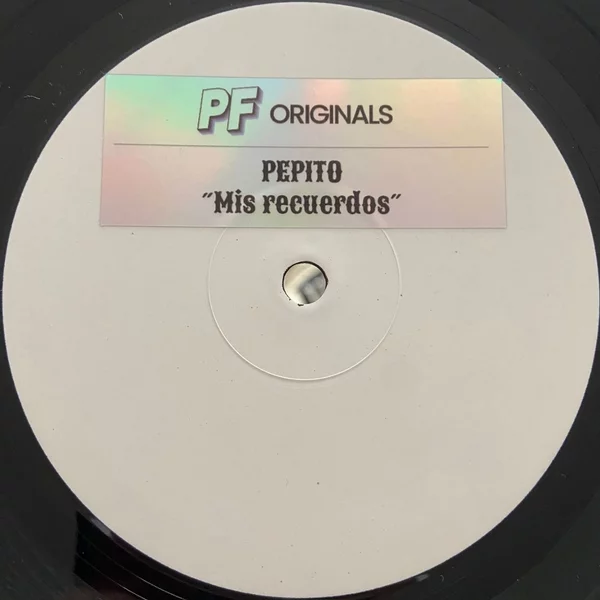 PF ORIGINALS
PEPITO
"Mis recuerdos"